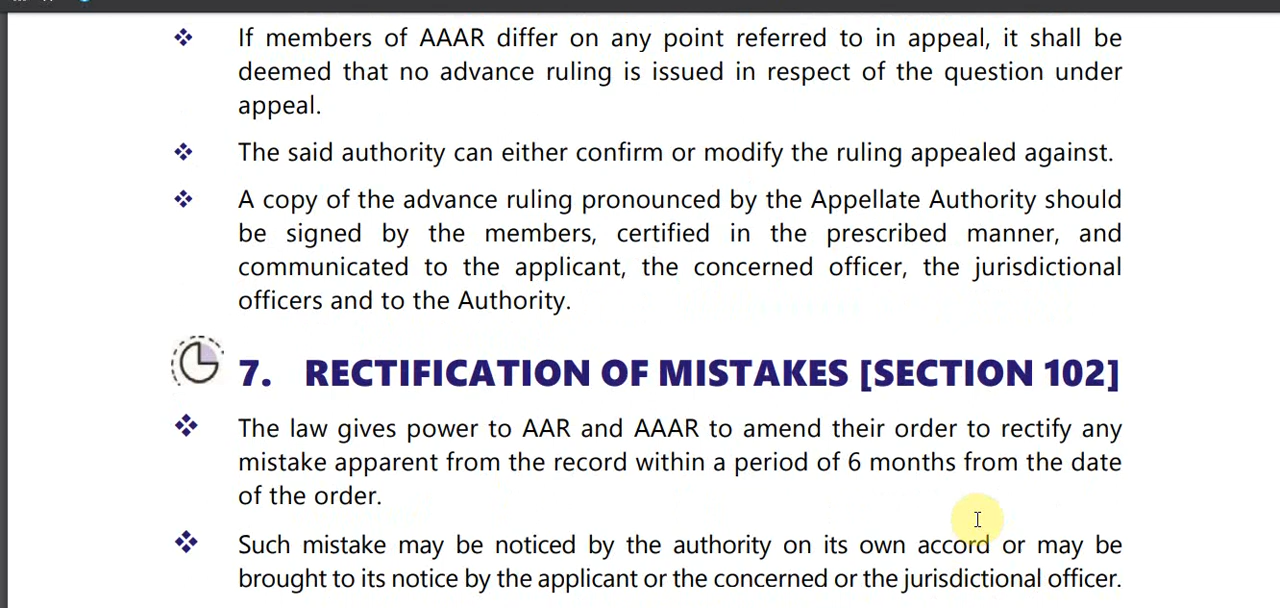 If members of AAAR differ on any point referred to in appeal, it shall be
deemed that no advance ruling is issued in respect of the question under
appeal.
The said authority can either confirm or modify the ruling appealed against.
A copy of the advance ruling pronounced by the Appellate Authority should
be signed by the members, certified in the prescribed manner, and
communicated to the applicant, the concerned officer, the jurisdictional
officers and to the Authority.
7. RECTIFICATION OF MISTAKES [SECTION 102]
The law gives power to AAR and AAAR to amend their order to rectify any
mistake apparent from the record within a period of 6 months from the date
of the order.
Such mistake may be noticed by the authority on its own accord or may be
brought to its notice by the applicant or the concerned or the jurisdictional officer.